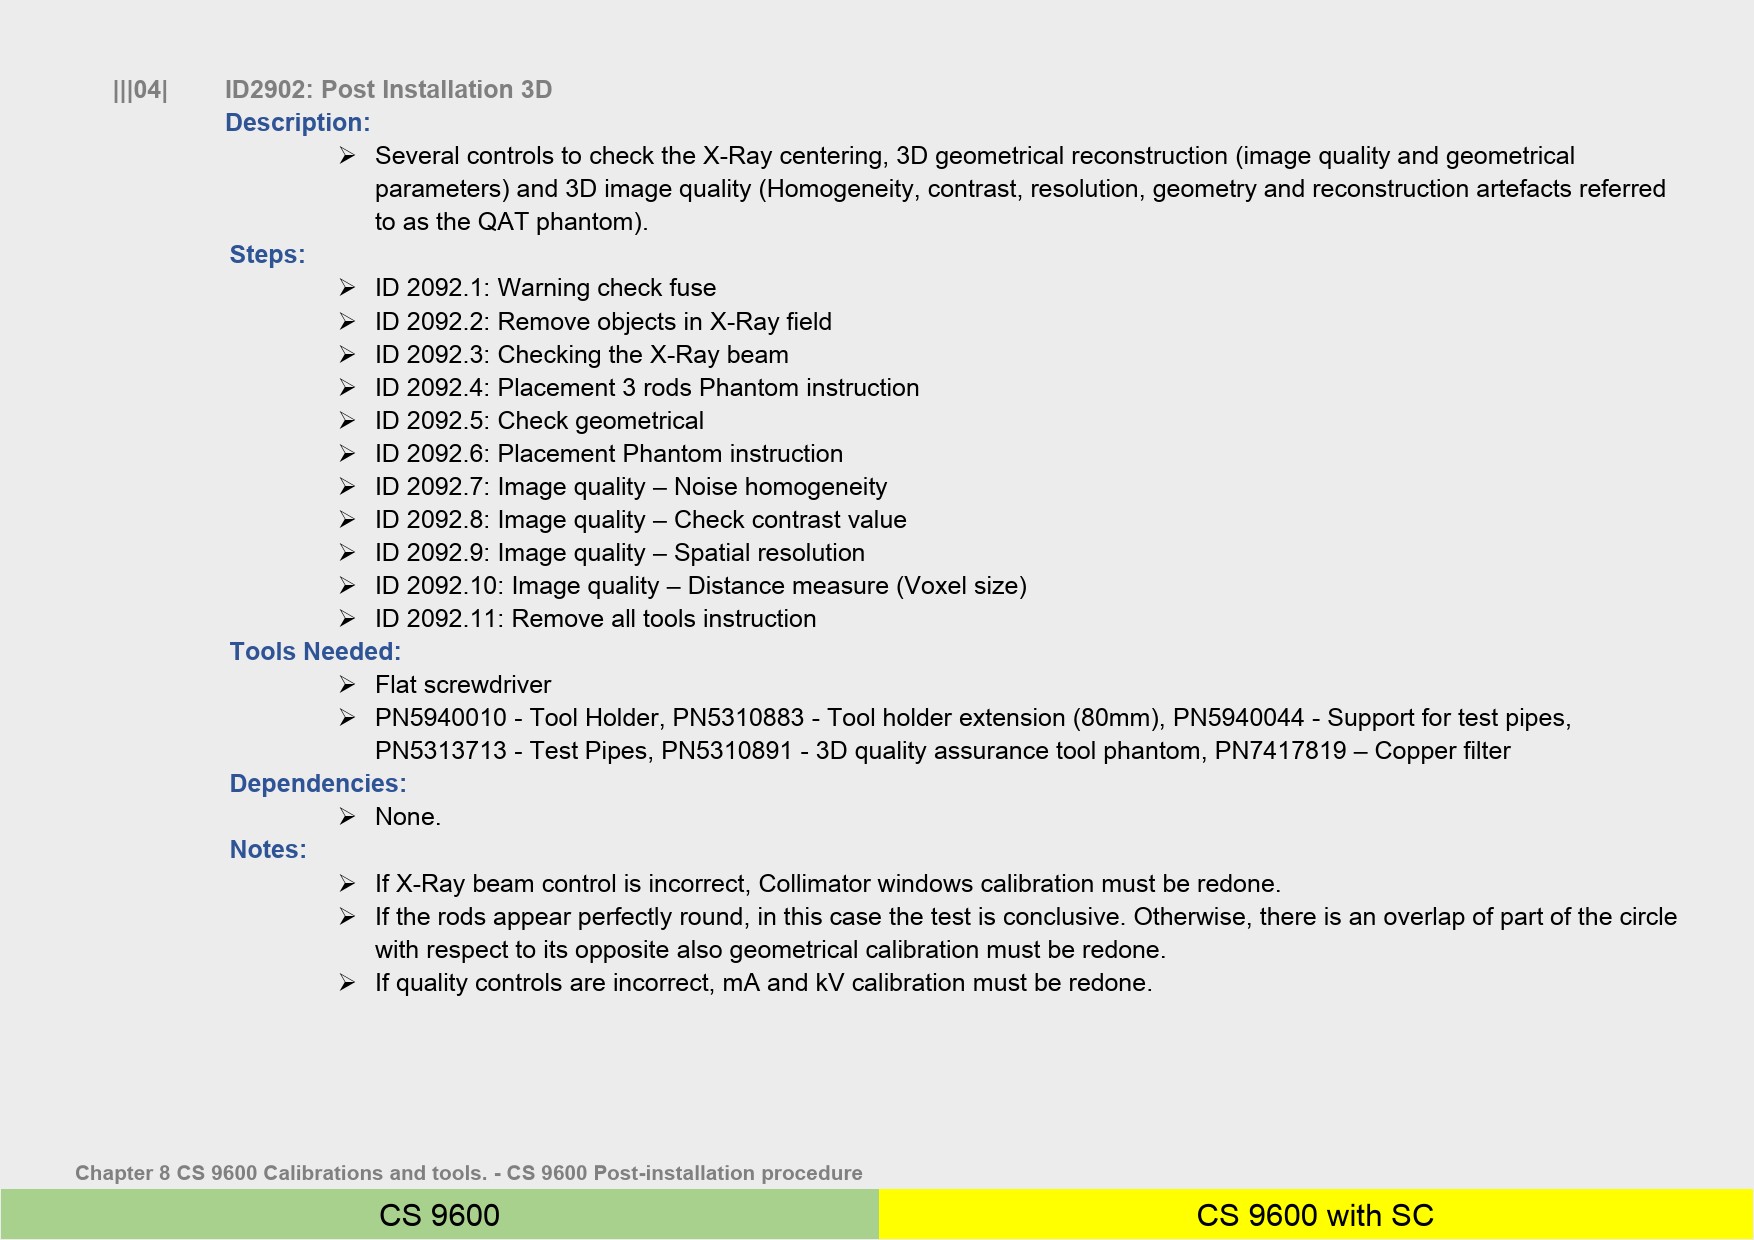 |||04| ID2902: Post Installation 3D
Description:
➢ Several controls to check the X-Ray centering, 3D geometrical reconstruction (image quality and geometrical
parameters) and 3D image quality (Homogeneity, contrast, resolution, geometry and reconstruction artefacts referred
to as the QAT phantom).
Steps:
➢ ID 2092.1: Warning check fuse
➢ ID 2092.2: Remove objects in X-Ray field
➢ ID 2092.3: Checking the X-Ray beam
➢ ID 2092.4: Placement 3 rods Phantom instruction
➢ ID 2092.5: Check geometrical
➢ ID 2092.6: Placement Phantom instruction
➢ ID 2092.7: Image quality – Noise homogeneity
➢ ID 2092.8: Image quality – Check contrast value
➢ ID 2092.9: Image quality – Spatial resolution
➢ ID 2092.10: Image quality – Distance measure (Voxel size)
➢ ID 2092.11: Remove all tools instruction
Tools Needed:
➢ Flat screwdriver
➢ PN5940010 - Tool Holder, PN5310883 - Tool holder extension (80mm), PN5940044 - Support for test pipes,
PN5313713 - Test Pipes, PN5310891 - 3D quality assurance tool phantom, PN7417819 – Copper filter
Dependencies:
➢ None.
Notes:
➢ If X-Ray beam control is incorrect, Collimator windows calibration must be redone.
➢ If the rods appear perfectly round, in this case the test is conclusive. Otherwise, there is an overlap of part of the circle
with respect to its opposite also geometrical calibration must be redone.
➢ If quality controls are incorrect, mA and kV calibration must be redone.
Chapter 8 CS 9600 Calibrations and tools. - CS 9600 Post-installation procedure
CS 9600 CS 9600 with SC